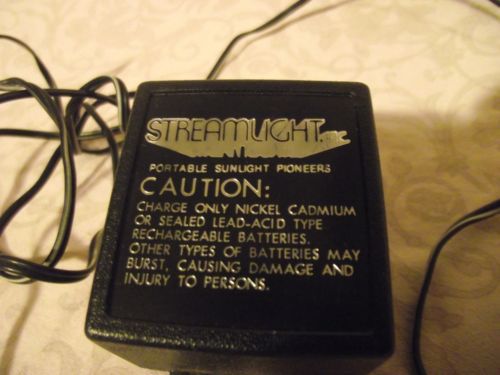 STREAMLIGHT, INC
PORTABLE SUNLIGHT PIONEERS
CAUTION:
CHARGE ONLY NICKEL CADMIUM
OR SEALED LEAD-ACID TYPE
RECHARGEABLE BATTERIES.
OTHER TYPES OF BATTERIES MAY
BURST, CAUSING DAMAGE AND
INJURY TO PERSONS.